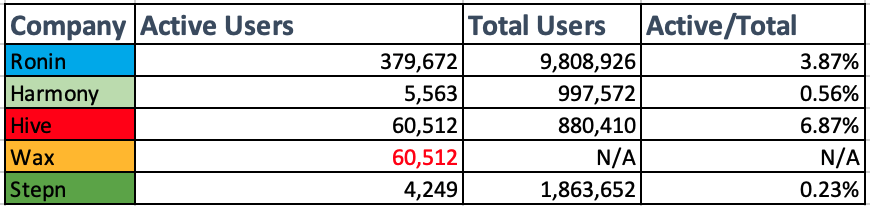 Company Active Users Total Users Active/Total
Ronin 379,672 9,808,926 3.87%
Harmony 5,563 997,572 0.56%
Hive 60,512 880,410 6.87%
Wax 60,512 N/A N/A
Stepn 4,249 1,863,652 0.23%